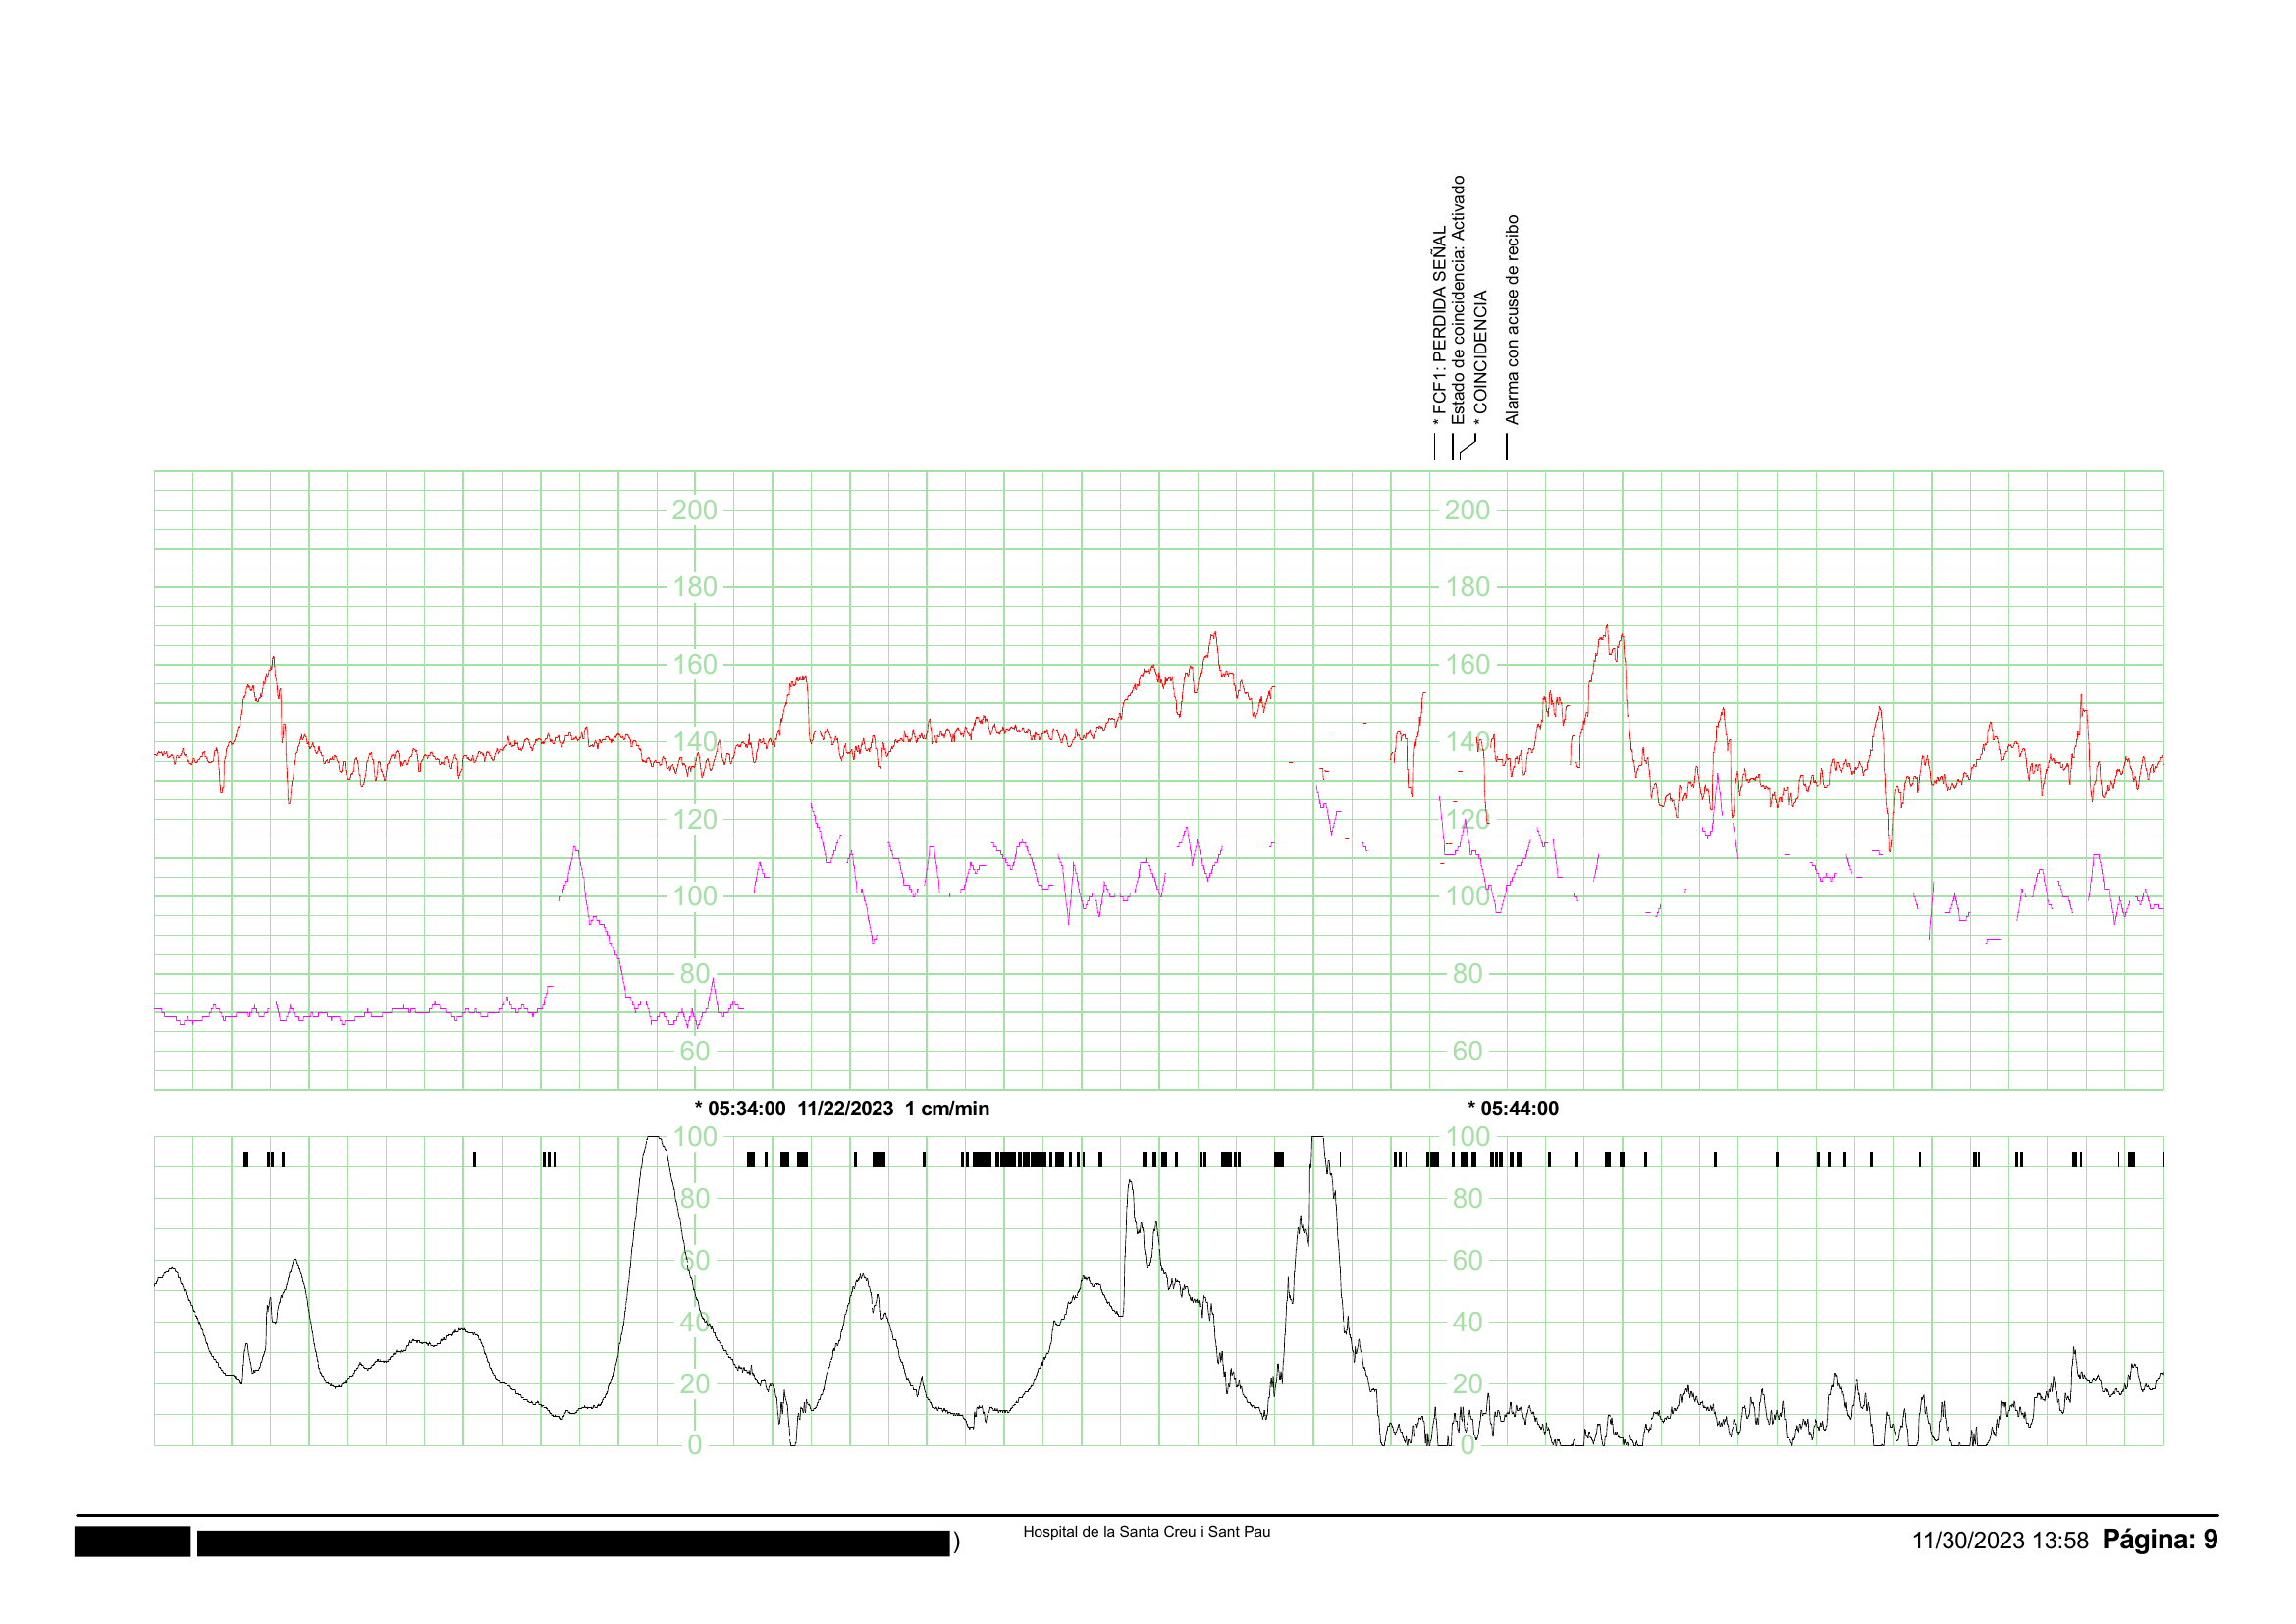 * FCF1: PERDIDA SEÑAL
Estado de coincidencia: Activado
* COINCIDENCIA
Alarma con acuse de recibo
200 200
180 180
160 160
140 140
120 120
100 100
80 80
60 60
* 05:34:00 11/22/2023 1 cm/min * 05:44:00
100 100
80 80
60 60
40 40
20 20
0 0
) Hospital de la Santa Creu i Sant Pau 11/30/2023 13:58 Página: 9